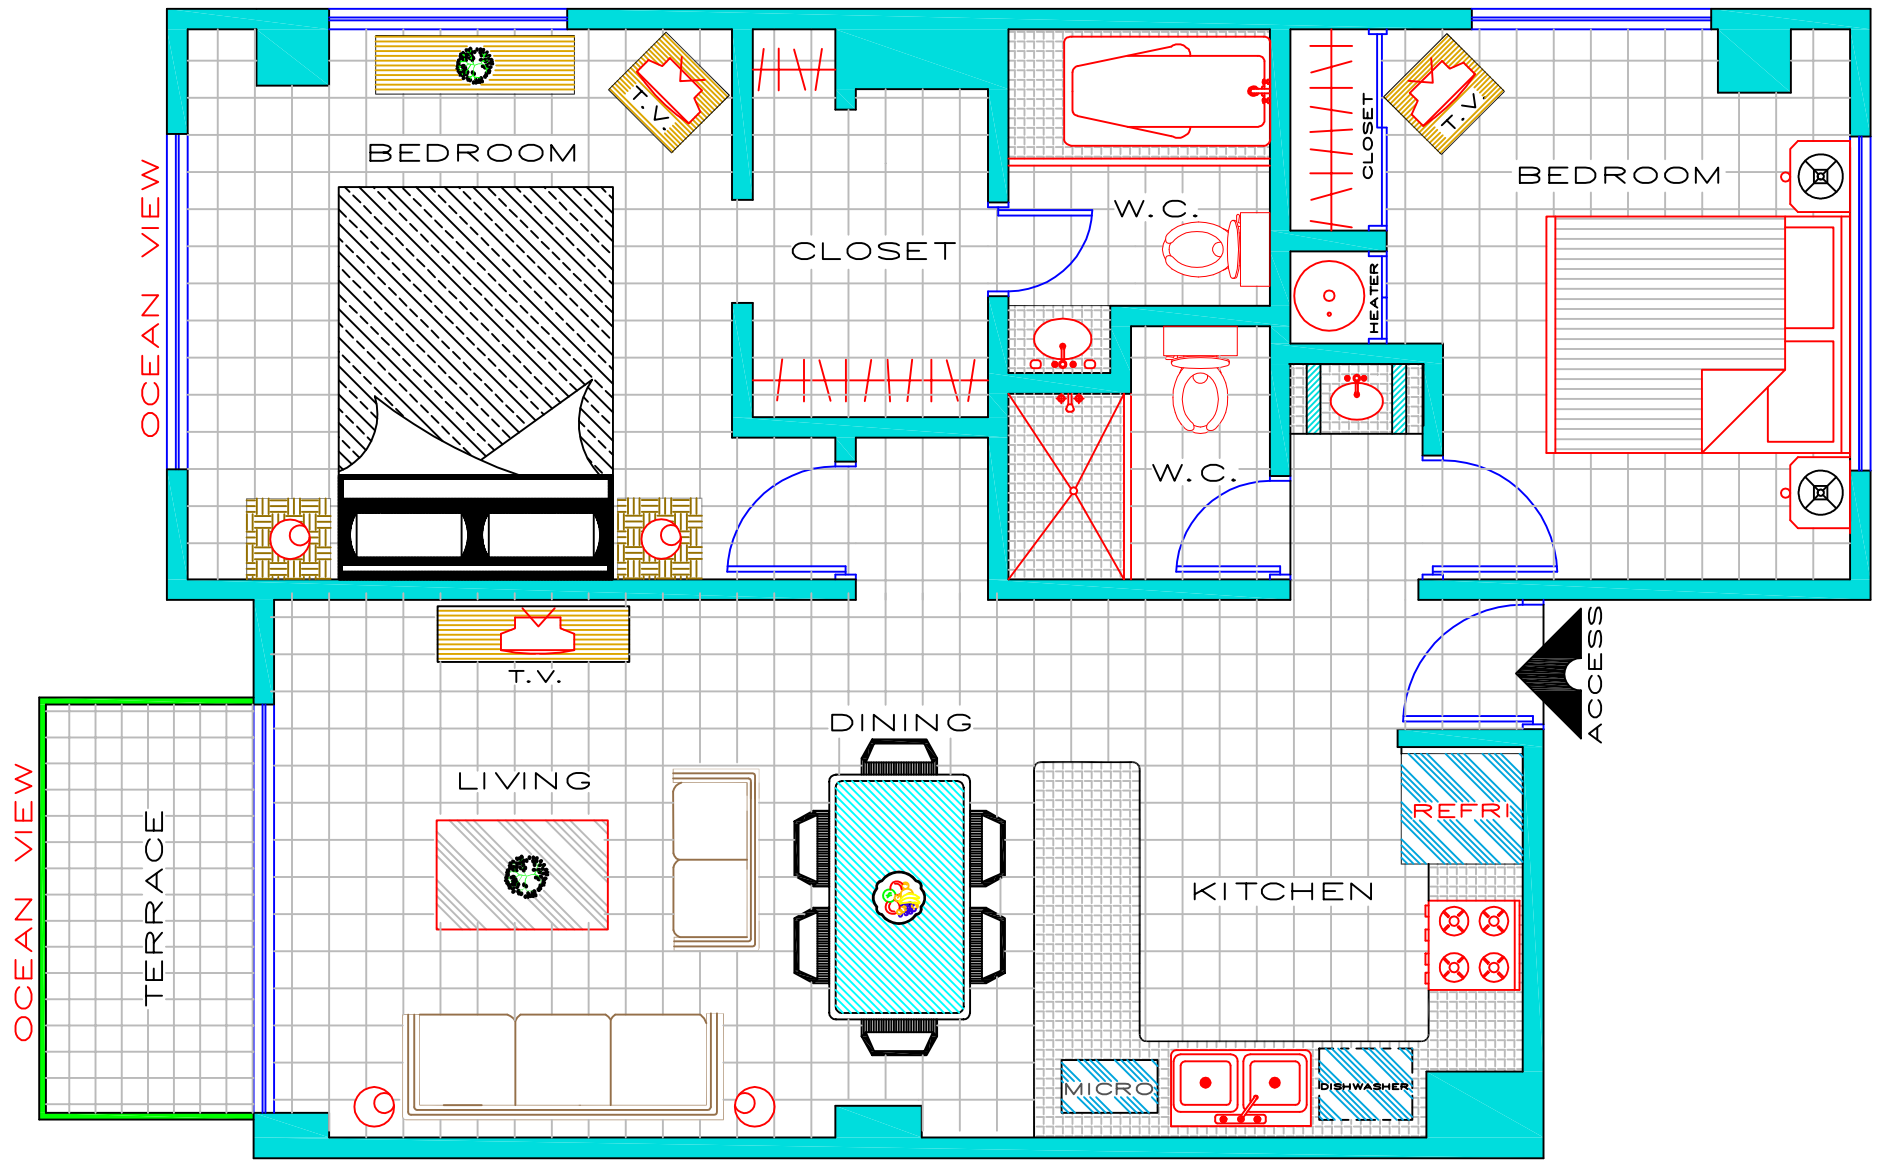 T.V.
T.V.
CLOSET
BEDROOM
BEDROOM
OCEAN VIEW
W.C.
CLOSET
HEATER
W.C.
ACCESS
T.V.
DINING
LIVING
REFRI
OCEAN VIEW
TERRACE
KITCHEN
MICRO
DISHWASHER